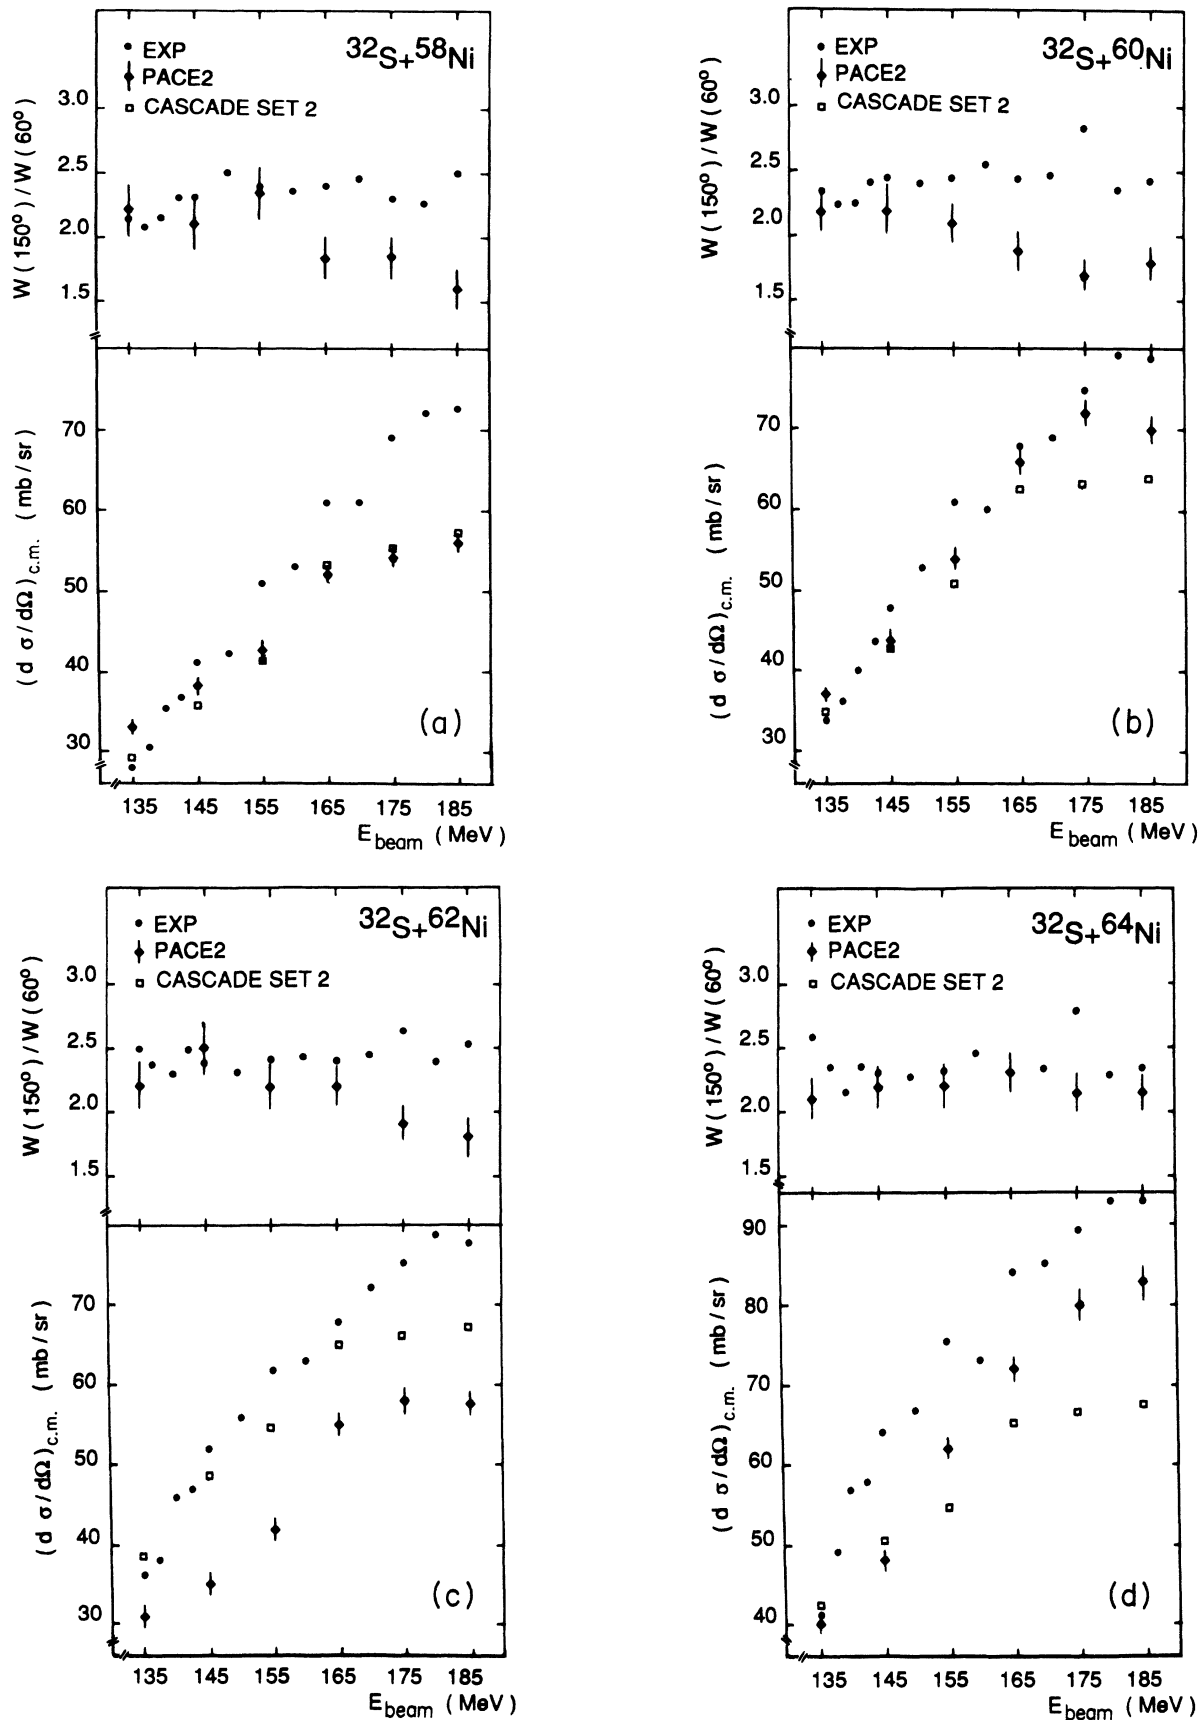 • EXP
PACE2
CASCADE SET 2
³²S+⁵⁸Ni
W (150°) / W (60°)
3.0
2.5
2.0
1.5
(d σ/dΩ)c.m. (mb/sr)
70
60
50
40
30
(a)
135 145 155 165 175 185
E beam (MeV)
• EXP
PACE2
CASCADE SET 2
³²S+⁶⁰Ni
W (150°) / W (60°)
3.0
2.5
2.0
1.5
(d σ/dΩ)c.m. (mb/sr)
70
60
50
40
30
(b)
135 145 155 165 175 185
E beam (MeV)
• EXP
PACE2
CASCADE SET 2
³²S+⁶²Ni
W (150°) / W (60°)
3.0
2.5
2.0
1.5
(d σ/dΩ)c.m. (mb/sr)
70
60
50
40
30
(c)
135 145 155 165 175 185
E beam (MeV)
• EXP
PACE2
CASCADE SET 2
³²S+⁶⁴Ni
W (150°) / W (60°)
3.0
2.5
2.0
1.5
(d σ/dΩ)c.m. (mb/sr)
90
80
70
60
50
40
(d)
135 145 155 165 175 185
E beam (MeV)